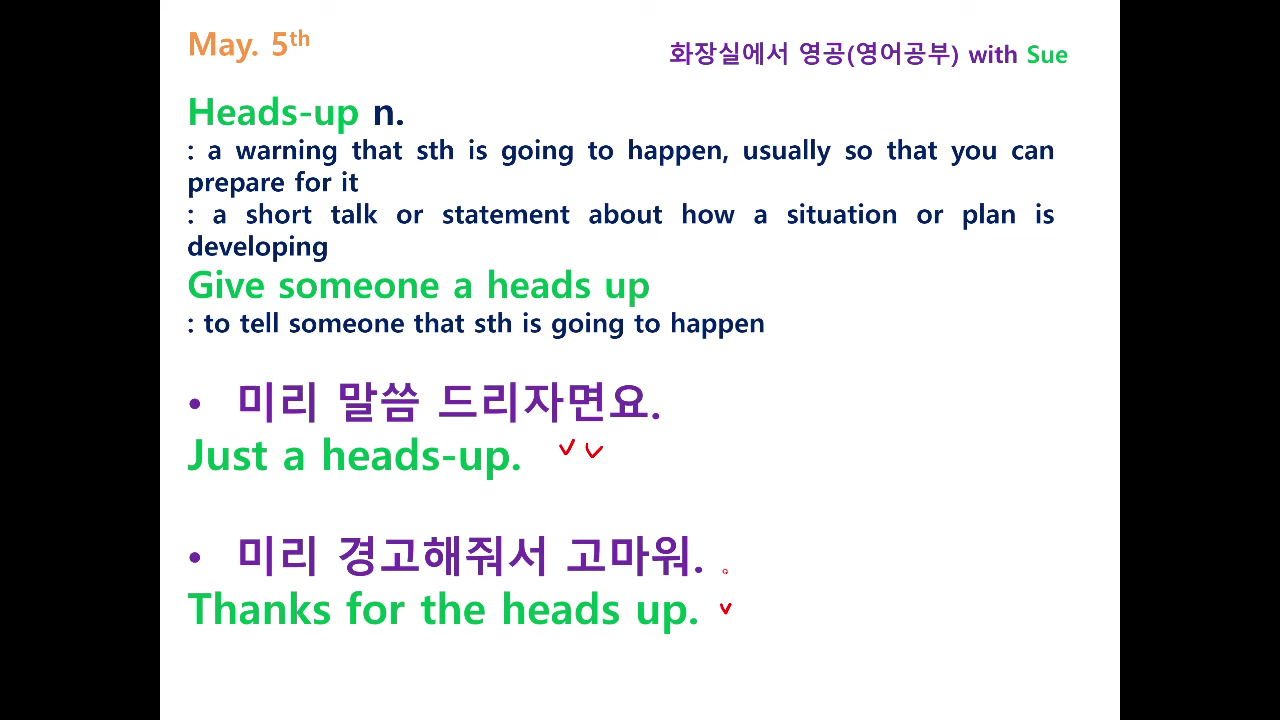 May. 5th
화장실에서 영공(영어공부) with Sue
Heads-up n.
: a warning that sth is going to happen, usually so that you can
prepare for it
: a short talk or statement about how a situation or plan is
developing
Give someone a heads up
: to tell someone that sth is going to happen
• 미리 말씀 드리자면요.
Just a heads-up.
• 미리 경고해줘서 고마워.
Thanks for the heads up.